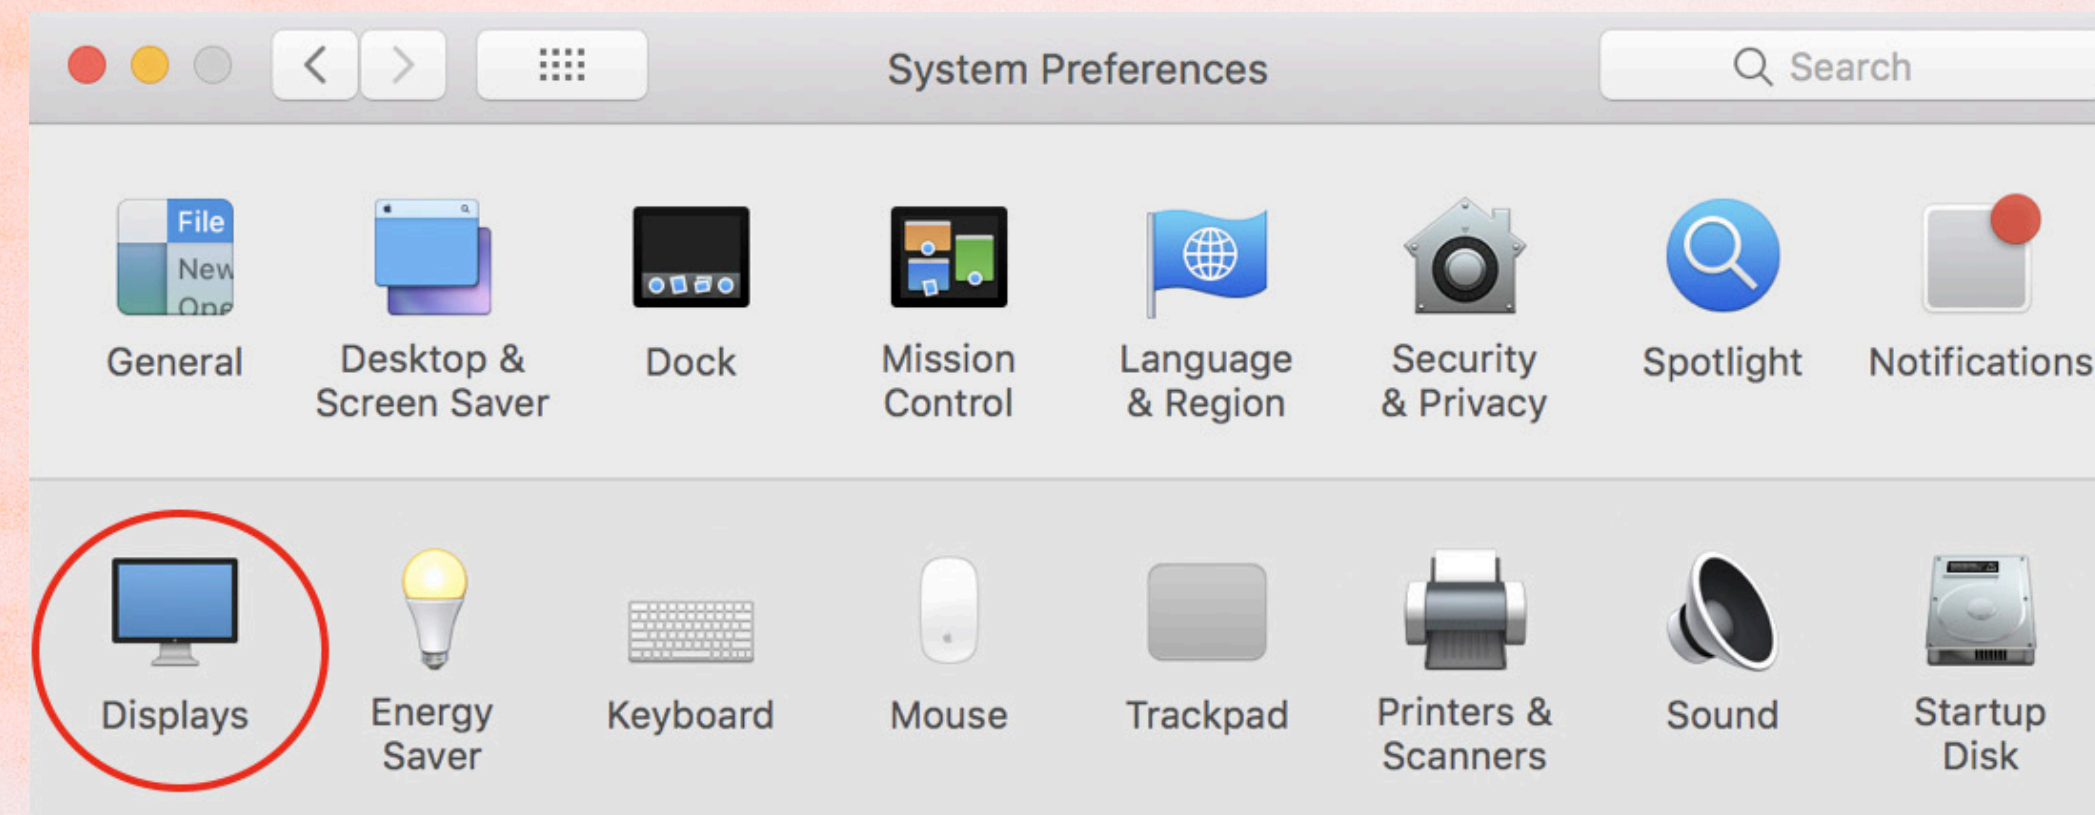 System Preferences
Search
File
New
Ope
General
Desktop &
Screen Saver
Dock
Mission
Control
Language
& Region
Security
& Privacy
Spotlight
Notifications
Displays
Energy
Saver
Keyboard
Mouse
Trackpad
Printers &
Scanners
Sound
Startup
Disk